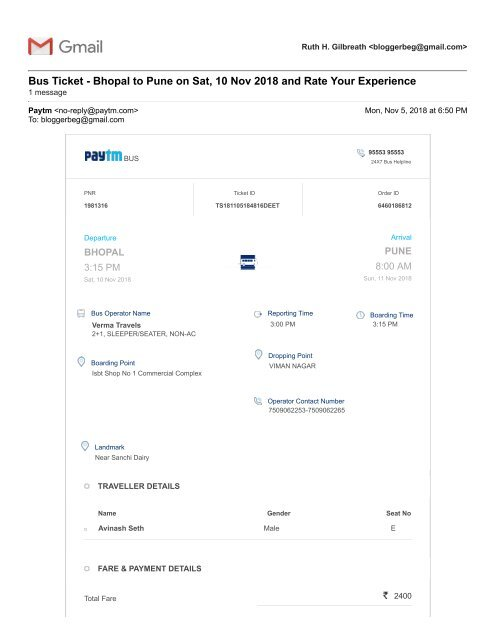 Gmail
Ruth H. Gilbreath <bloggerbeg@gmail.com>
Bus Ticket - Bhopal to Pune on Sat, 10 Nov 2018 and Rate Your Experience
1 message
Paytm <no-reply@paytm.com>
Mon, Nov 5, 2018 at 6:50 PM
To: bloggerbeg@gmail.com
paytm BUS
95553 95553
24X7 Bus Helpline
PNR
Ticket ID
Order ID
1981316
TS181105184816DEET
6460186812
Departure
Arrival
BHOPAL
PUNE
3:15 PM
8:00 AM
Sat, 10 Nov 2018
Sun, 11 Nov 2018
Bus Operator Name
Reporting Time
Boarding Time
Verma Travels
3:00 PM
3:15 PM
2+1, SLEEPER/SEATER, NON-AC
Boarding Point
Dropping Point
Isbt Shop No 1 Commercial Complex
VIMAN NAGAR
Operator Contact Number
7509062253-7509062265
Landmark
Near Sanchi Dairy
TRAVELLER DETAILS
Name
Gender
Seat No
Avinash Seth
Male
E
FARE & PAYMENT DETAILS
Total Fare
₹ 2400